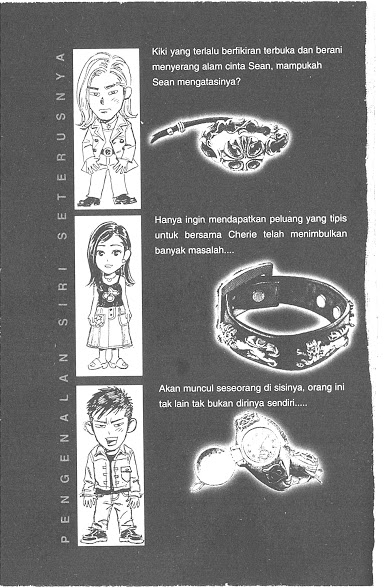 PENGENALAN SIRI SETERUSNYA
Kiki yang terlalu berfikiran terbuka dan berani
menyerang alam cinta Sean, mampukah
Sean mengatasinya?
Hanya ingin mendapatkan peluang yang tipis
untuk bersama Cherie telah menimbulkan
banyak masalah....
Akan muncul seseorang di sisinya, orang ini
tak lain tak bukan dirinya sendiri.....